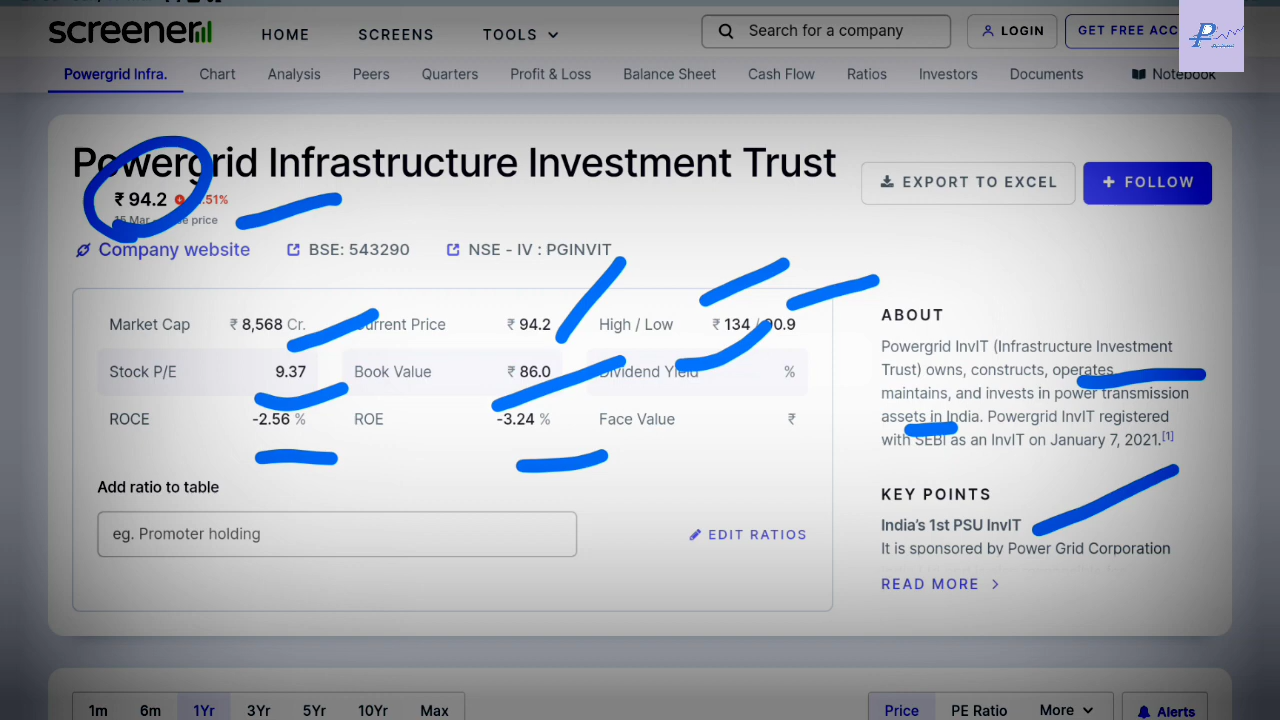 screener
HOME SCREENS TOOLS
Search for a company
LOGIN
GET FREE ACC
Powergrid Infra. Chart Analysis Peers Quarters Profit & Loss Balance Sheet Cash Flow Ratios Investors Documents Notebook
Powergrid Infrastructure Investment Trust
EXPORT TO EXCEL
FOLLOW
₹ 94.2
15 Mar price
Company website BSE: 543290 NSE - IV : PGINVIT
Market Cap ₹ 8,568 Cr. Current Price ₹ 94.2 High / Low ₹ 134 / 90.9
Stock P/E 9.37 Book Value ₹ 86.0 Dividend Yield %
ROCE -2.56 % ROE -3.24 % Face Value ₹
Add ratio to table
eg. Promoter holding
EDIT RATIOS
ABOUT
Powergrid InvIT (Infrastructure Investment
Trust) owns, constructs, operates,
maintains, and invests in power transmission
assets in India. Powergrid InvIT registered
with SEBI as an InvIT on January 7, 2021.[1]
KEY POINTS
India's 1st PSU InvIT
It is sponsored by Power Grid Corporation
READ MORE
1m 6m 1Yr 3Yr 5Yr 10Yr Max
Price PE Ratio More
Alerts